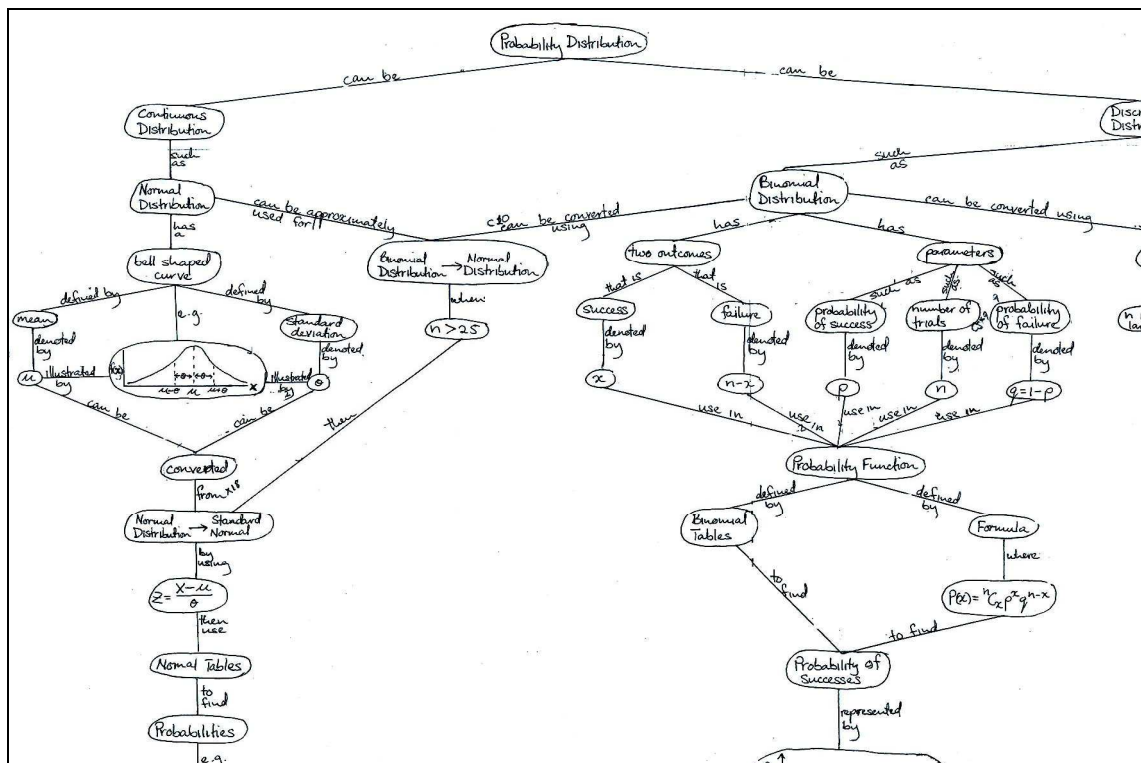 Probability Distribution
can be
can be
Continuous
Distribution
Discr
Distr
such
as
such
as
Normal
Distribution
Binomial
Distribution
can be approximately
used for
can be converted
using
can be converted using
has
a
has
has
bell shaped
curve
Binomial → Normal
Distribution Distribution
two outcomes
parameters
defined by
defined
by
when
that is
that
is
such as
such
as
such
as
mean
e.g.
standard
deviation
n > 25
success
failure
probability
of success
number of
trials
probability
of failure
n
la
denoted
by
denoted
by
denoted
by
denoted
by
denoted
by
denoted
by
denoted
by
μ
illustrated
by
f(x)
μ-θ μ μ+θ x
illustrated
by
θ
x
n-x
p
n
q=1-p
can be
can be
then
use in
use in
use in
use in
use in
converted
Probability Function
from
defined
by
defined
by
Normal → Standard
Distribution Normal
Binomial
Tables
Formula
by
using
to
find
where
Z = X-μ / θ
P(x) = ⁿCₓ pˣ qⁿ⁻ˣ
then
use
to find
Normal Tables
Probability of
Successes
to
find
represented
by
Probabilities
e.g.